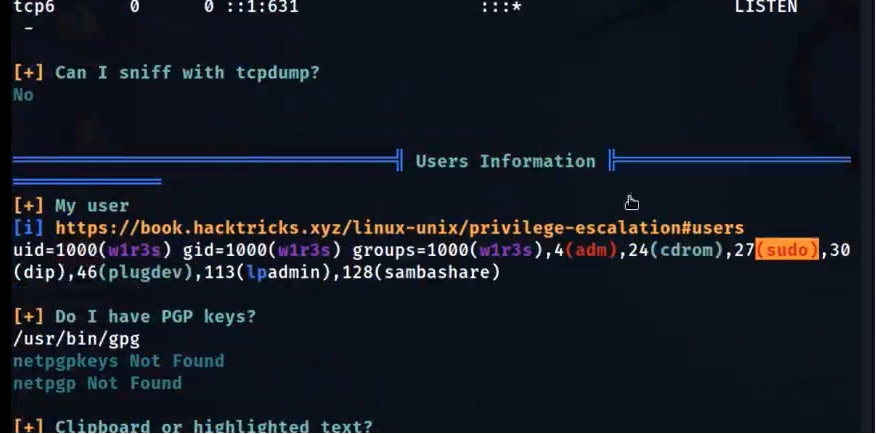 tcp6       0      0 ::1:631                 :::*                    LISTEN
 -
[+] Can I sniff with tcpdump?
No
Users Information
[+] My user
[i] https://book.hacktricks.xyz/linux-unix/privilege-escalation#users
uid=1000(w1r3s) gid=1000(w1r3s) groups=1000(w1r3s),4(adm),24(cdrom),27(sudo),30
(dip),46(plugdev),113(lpadmin),128(sambashare)
[+] Do I have PGP keys?
/usr/bin/gpg
netpgpkeys Not Found
netpgp Not Found
[+] Clipboard or highlighted text?